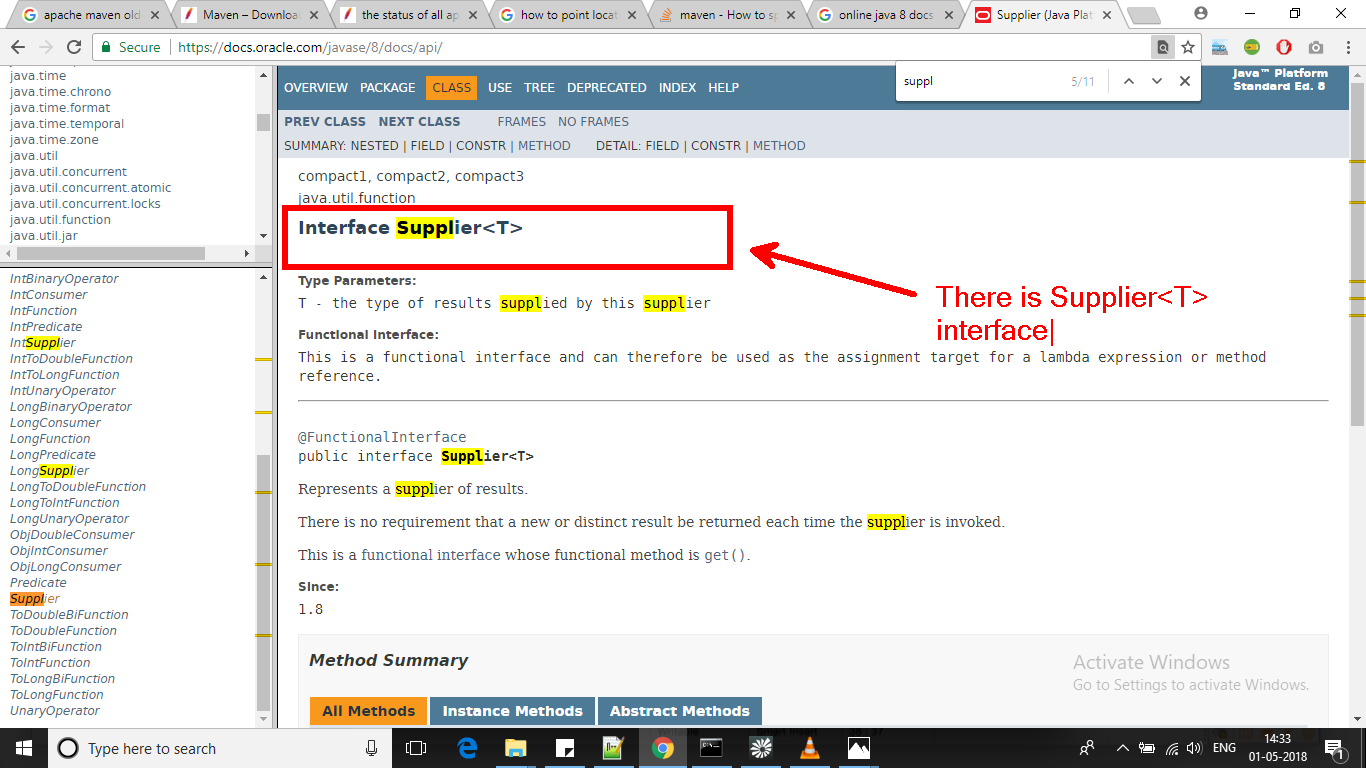 apache maven old
Maven – Downloa
the status of all ap
how to point locat
maven - How to sp
online java 8 docs
Supplier (Java Plat
Secure https://docs.oracle.com/javase/8/docs/api/
suppl 5/11
java.time
java.time.chrono
java.time.format
java.time.temporal
java.time.zone
java.util
java.util.concurrent
java.util.concurrent.atomic
java.util.concurrent.locks
java.util.function
java.util.jar
IntBinaryOperator
IntConsumer
IntFunction
IntPredicate
IntSupplier
IntToDoubleFunction
IntToLongFunction
IntUnaryOperator
LongBinaryOperator
LongConsumer
LongFunction
LongPredicate
LongSupplier
LongToDoubleFunction
LongToIntFunction
LongUnaryOperator
ObjDoubleConsumer
ObjIntConsumer
ObjLongConsumer
Predicate
Supplier
ToDoubleBiFunction
ToDoubleFunction
ToIntBiFunction
ToIntFunction
ToLongBiFunction
ToLongFunction
UnaryOperator
OVERVIEW PACKAGE CLASS USE TREE DEPRECATED INDEX HELP
Java™ Platform
Standard Ed. 8
PREV CLASS NEXT CLASS FRAMES NO FRAMES
SUMMARY: NESTED | FIELD | CONSTR | METHOD DETAIL: FIELD | CONSTR | METHOD
compact1, compact2, compact3
java.util.function
Interface Supplier<T>
There is Supplier<T>
interface
Type Parameters:
T - the type of results supplied by this supplier
Functional Interface:
This is a functional interface and can therefore be used as the assignment target for a lambda expression or method
reference.
@FunctionalInterface
public interface Supplier<T>
Represents a supplier of results.
There is no requirement that a new or distinct result be returned each time the supplier is invoked.
This is a functional interface whose functional method is get().
Since:
1.8
Method Summary
All Methods Instance Methods Abstract Methods
Activate Windows
Go to Settings to activate Windows.
Type here to search
ENG
14:33
01-05-2018
1